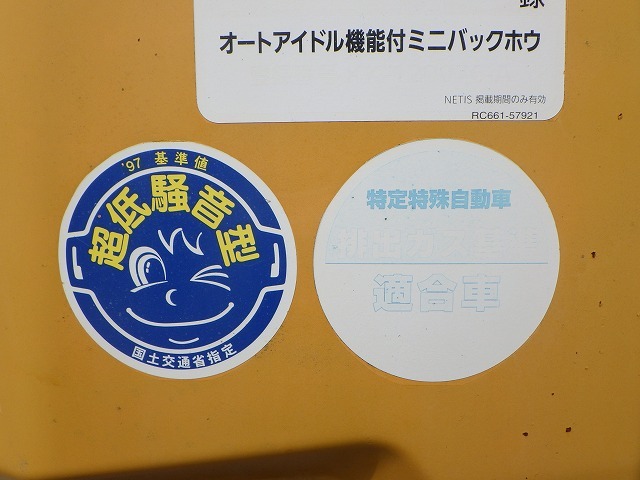 録
オートアイドル機能付ミニバックホウ
NETIS 掲載期間のみ有効
RC661-57921
'97 基準値
超低騒音型
国土交通省指定
特定特殊自動車
適合車